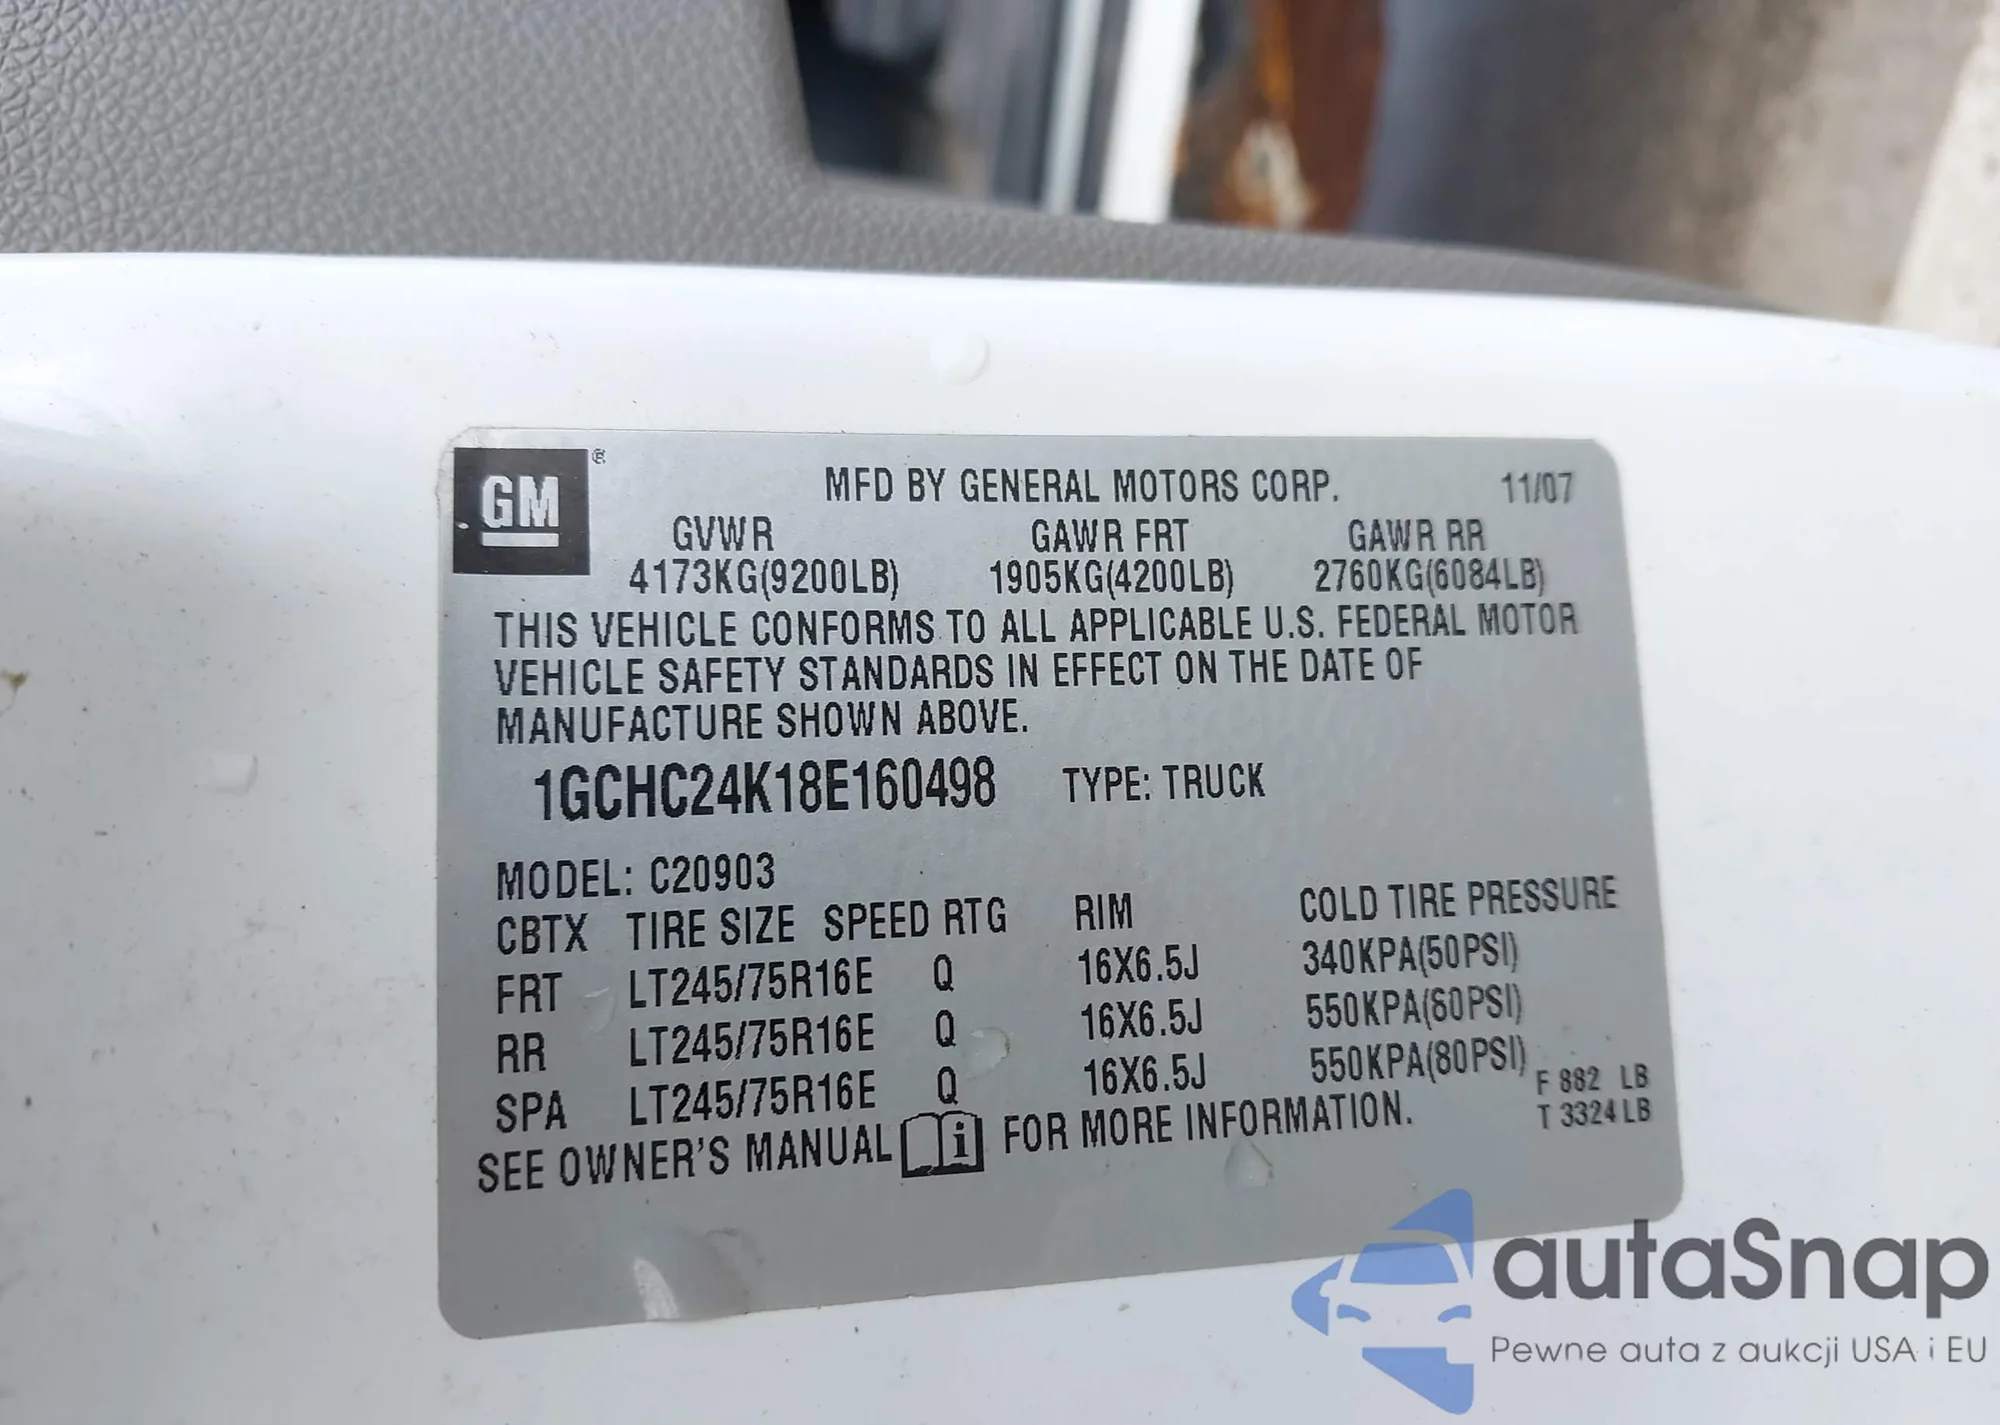 GM ®
MFD BY GENERAL MOTORS CORP. 11/07
GVWR GAWR FRT GAWR RR
4173KG(9200LB) 1905KG(4200LB) 2760KG(6084LB)
THIS VEHICLE CONFORMS TO ALL APPLICABLE U.S. FEDERAL MOTOR
VEHICLE SAFETY STANDARDS IN EFFECT ON THE DATE OF
MANUFACTURE SHOWN ABOVE.
1GCHC24K18E160498 TYPE: TRUCK
MODEL: C20903
CBTX TIRE SIZE SPEED RTG RIM COLD TIRE PRESSURE
FRT LT245/75R16E Q 16X6.5J 340KPA(50PSI)
RR LT245/75R16E Q 16X6.5J 550KPA(80PSI)
SPA LT245/75R16E Q 16X6.5J 550KPA(80PSI)
F 882 LB
T 3324 LB
SEE OWNER'S MANUAL i FOR MORE INFORMATION.
autaSnap
Pewne auta z aukcji USA i EU